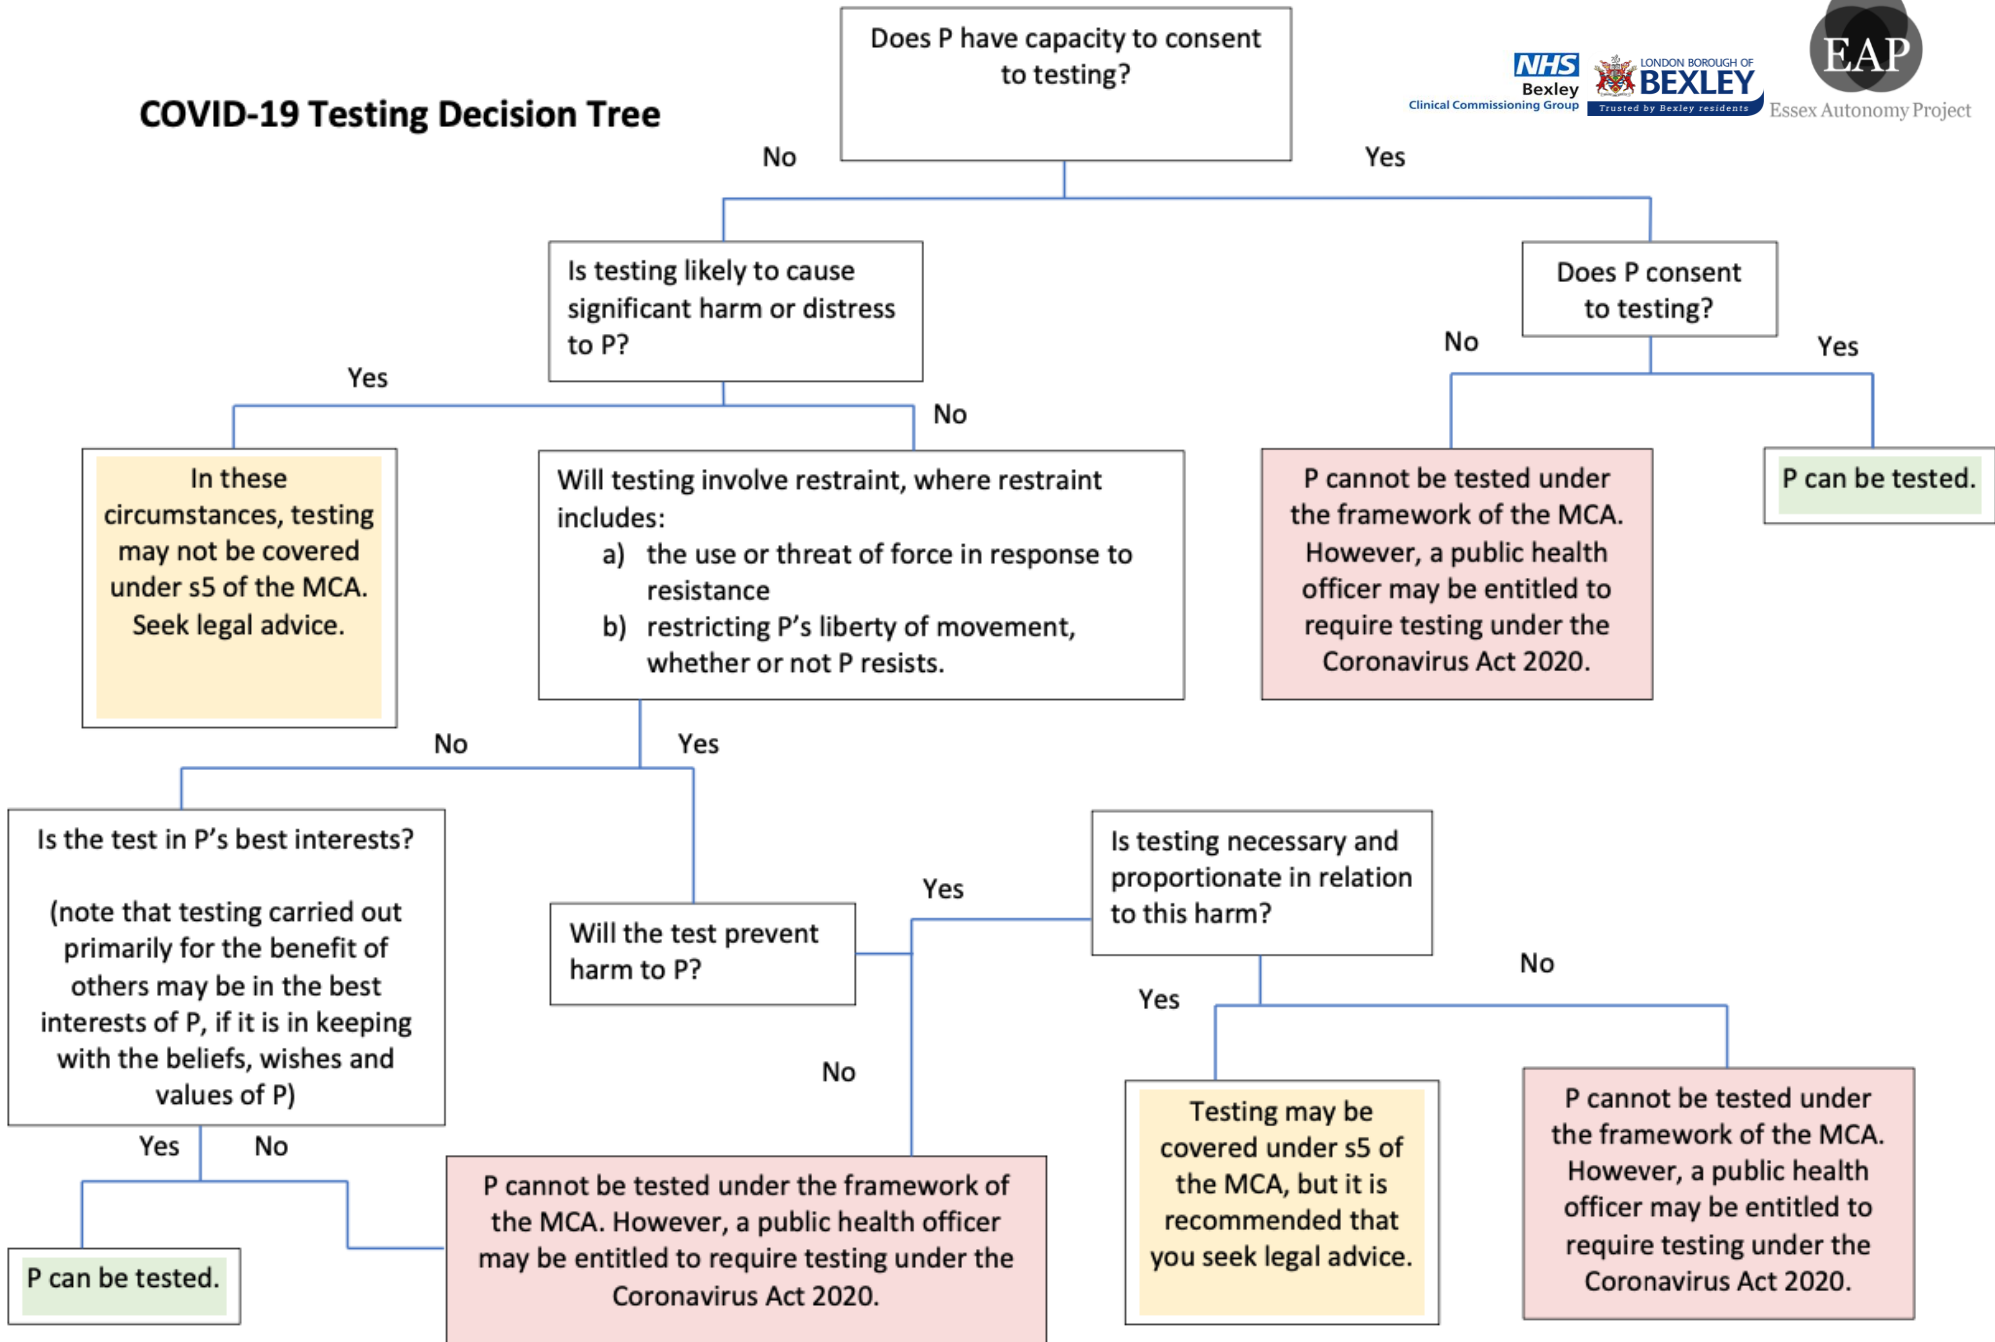 COVID-19 Testing Decision Tree
Does P have capacity to consent
to testing?
NHS
Bexley
Clinical Commissioning Group
LONDON BOROUGH OF
BEXLEY
Trusted by Bexley residents
EAP
Essex Autonomy Project
No
Yes
Is testing likely to cause
significant harm or distress
to P?
Does P consent
to testing?
Yes
No
No
Yes
In these
circumstances, testing
may not be covered
under s5 of the MCA.
Seek legal advice.
Will testing involve restraint, where restraint
includes:
a) the use or threat of force in response to
resistance
b) restricting P’s liberty of movement,
whether or not P resists.
P cannot be tested under
the framework of the MCA.
However, a public health
officer may be entitled to
require testing under the
Coronavirus Act 2020.
P can be tested.
No
Yes
Is the test in P’s best interests?
(note that testing carried out
primarily for the benefit of
others may be in the best
interests of P, if it is in keeping
with the beliefs, wishes and
values of P)
Will the test prevent
harm to P?
Yes
No
Is testing necessary and
proportionate in relation
to this harm?
Yes
No
Yes
No
P can be tested.
P cannot be tested under the framework of
the MCA. However, a public health officer
may be entitled to require testing under the
Coronavirus Act 2020.
Testing may be
covered under s5 of
the MCA, but it is
recommended that
you seek legal advice.
P cannot be tested under
the framework of the MCA.
However, a public health
officer may be entitled to
require testing under the
Coronavirus Act 2020.